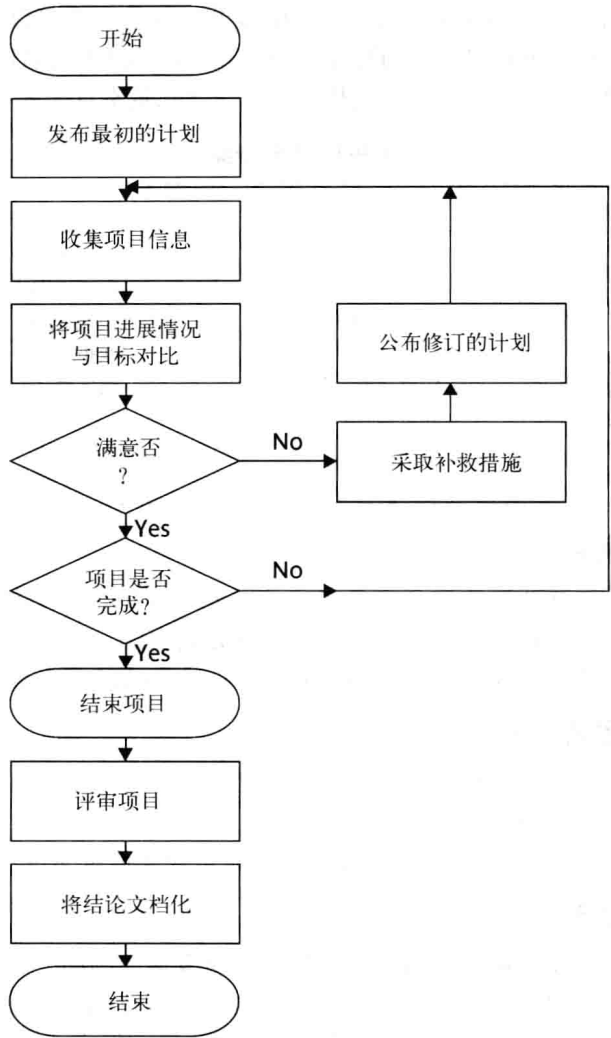 开始
发布最初的计划
收集项目信息
将项目进展情况
与目标对比
公布修订的计划
满意否
?
No
采取补救措施
Yes
项目是否
完成?
No
Yes
结束项目
评审项目
将结论文档化
结束